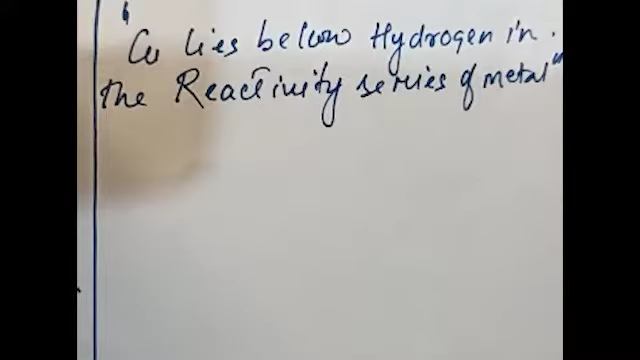 "Cu lies below Hydrogen in.
the Reactivity series of metal"